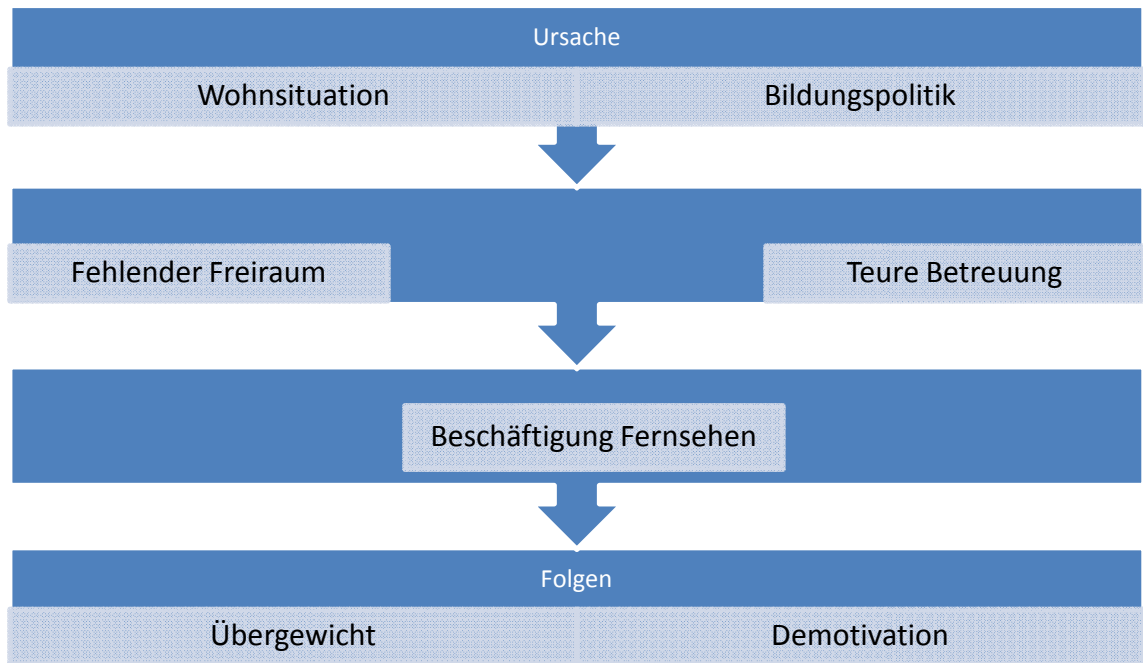 Ursache
Wohnsituation
Bildungspolitik
Fehlender Freiraum
Teure Betreuung
Beschäftigung Fernsehen
Folgen
Übergewicht
Demotivation